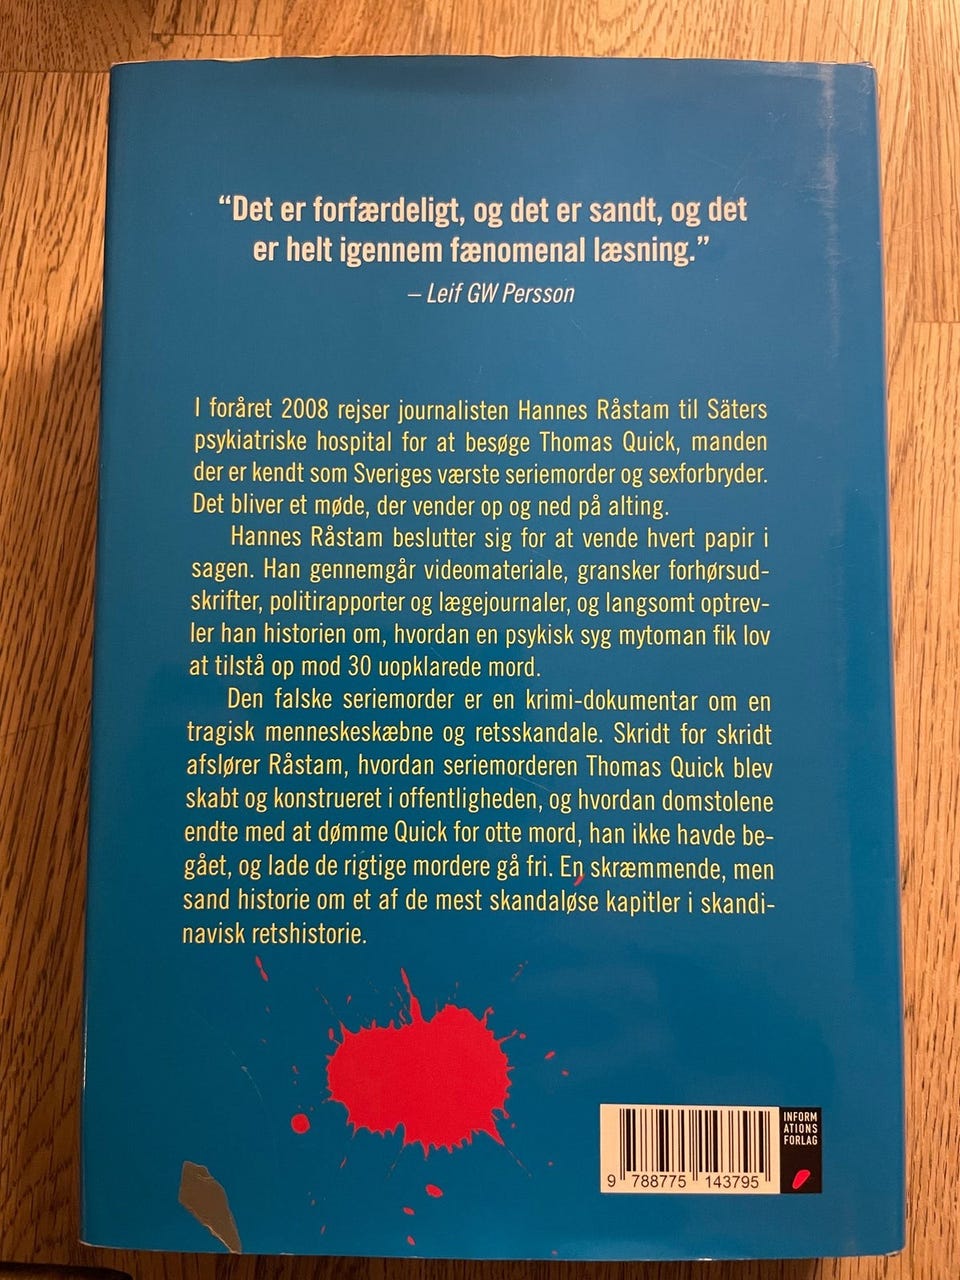 “Det er forfærdeligt, og det er sandt, og det
er helt igennem fænomenal læsning.”
– Leif GW Persson
I foråret 2008 rejser journalisten Hannes Råstam til Säters
psykiatriske hospital for at besøge Thomas Quick, manden
der er kendt som Sveriges værste seriemorder og sexforbryder.
Det bliver et møde, der vender op og ned på alting.
Hannes Råstam beslutter sig for at vende hvert papir i
sagen. Han gennemgår videomateriale, gransker forhørsud-
skrifter, politirapporter og lægejournaler, og langsomt optrev-
ler han historien om, hvordan en psykisk syg mytoman fik lov
at tilstå op mod 30 uopklarede mord.
Den falske seriemorder er en krimi-dokumentar om en
tragisk menneskeskæbne og retsskandale. Skridt for skridt
afslører Råstam, hvordan seriemorderen Thomas Quick blev
skabt og konstrueret i offentligheden, og hvordan domstolene
endte med at dømme Quick for otte mord, han ikke havde be-
gået, og lade de rigtige mordere gå fri. En skræmmende, men
sand historie om et af de mest skandaløse kapitler i skandi-
navisk retshistorie.
INFORM
ATIONS
FORLAG
9 788775 143795